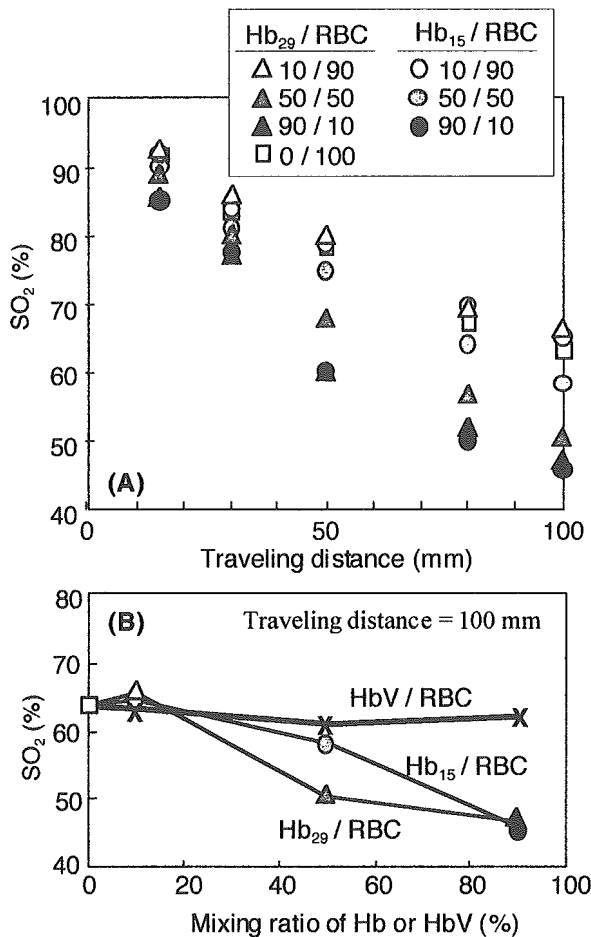 Hb29 / RBC Hb15 / RBC
10 / 90 10 / 90
50 / 50 50 / 50
90 / 10 90 / 10
0 / 100
100
90
80
70
60
50
40
SO2 (%)
(A)
0 50 100
Traveling distance (mm)
80
70
60
50
40
SO2 (%)
(B) Traveling distance = 100 mm
HbV / RBC
Hb15 / RBC
Hb29 / RBC
0 20 40 60 80 100
Mixing ratio of Hb or HbV (%)